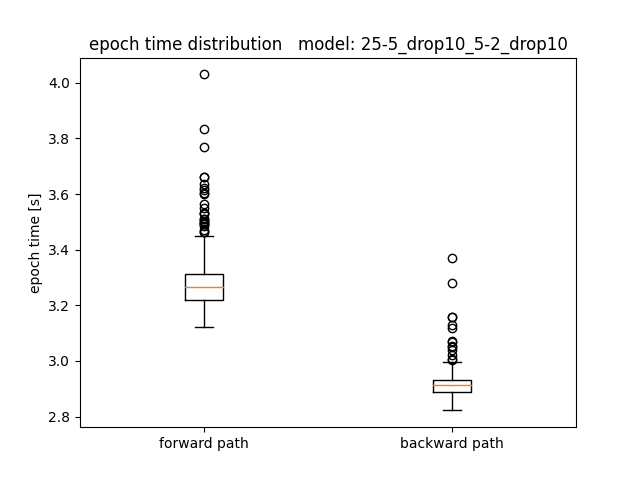 epoch time distribution   model: 25-5_drop10_5-2_drop10
4.0
3.8
3.6
3.4
3.2
3.0
2.8
epoch time [s]
forward path
backward path